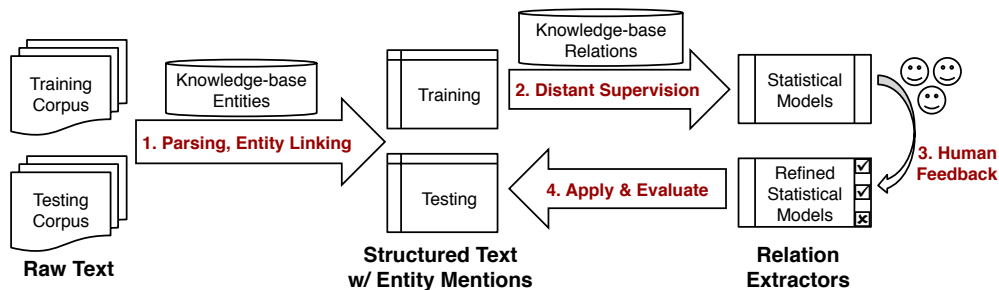 Training
Corpus
Knowledge-base
Entities
1. Parsing, Entity Linking
Testing
Corpus
Raw Text
Training
Testing
Structured Text
w/ Entity Mentions
Knowledge-base
Relations
2. Distant Supervision
Statistical
Models
3. Human
Feedback
Refined
Statistical
Models
4. Apply & Evaluate
Relation
Extractors